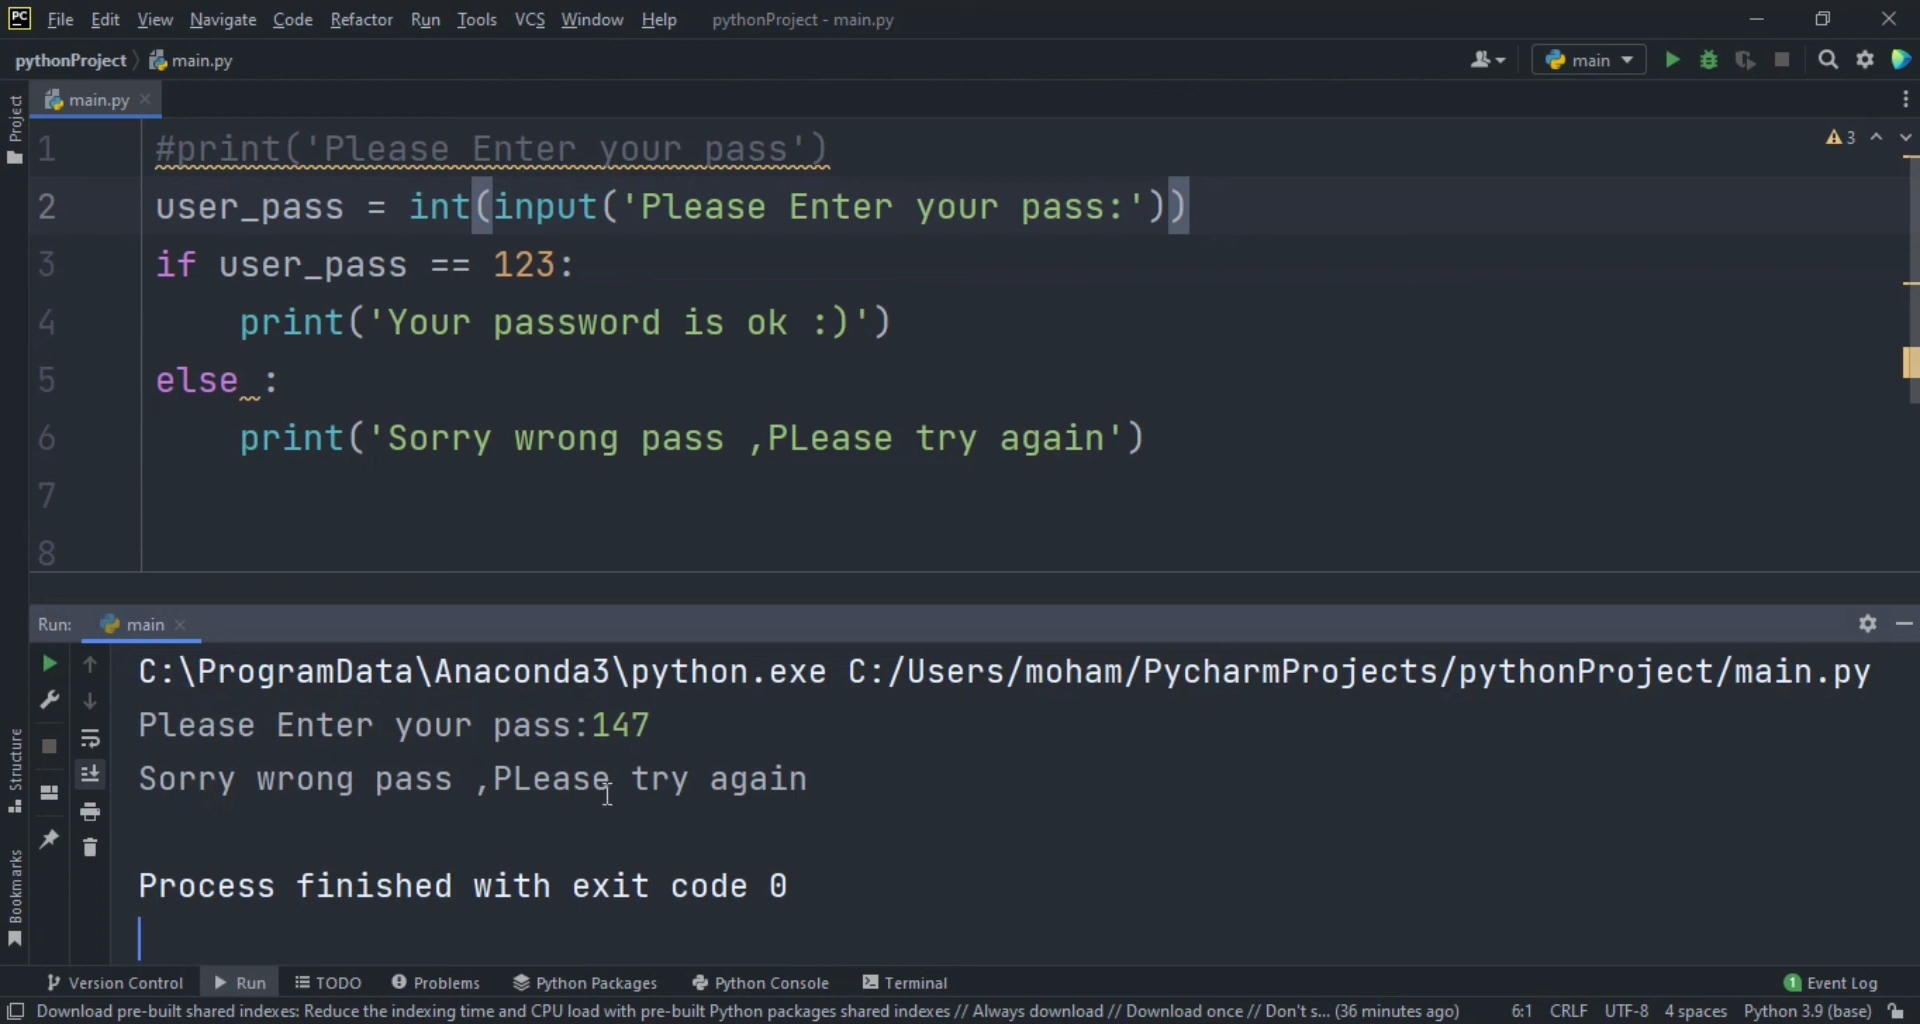 PC File Edit View Navigate Code Refactor Run Tools VCS Window Help pythonProject - main.py
pythonProject main.py main
Project
main.py
1 #print('Please Enter your pass') 3
2 user_pass = int(input('Please Enter your pass:'))
3 if user_pass == 123:
4 print('Your password is ok :)')
5 else :
6 print('Sorry wrong pass ,PLease try again')
7
8
Run: main
C:\ProgramData\Anaconda3\python.exe C:/Users/moham/PycharmProjects/pythonProject/main.py
Please Enter your pass:147
Sorry wrong pass ,PLease try again
Structure
Process finished with exit code 0
Bookmarks
Version Control Run TODO Problems Python Packages Python Console Terminal 1 Event Log
Download pre-built shared indexes: Reduce the indexing time and CPU load with pre-built Python packages shared indexes // Always download // Download once // Don't s... (36 minutes ago) 6:1 CRLF UTF-8 4 spaces Python 3.9 (base)